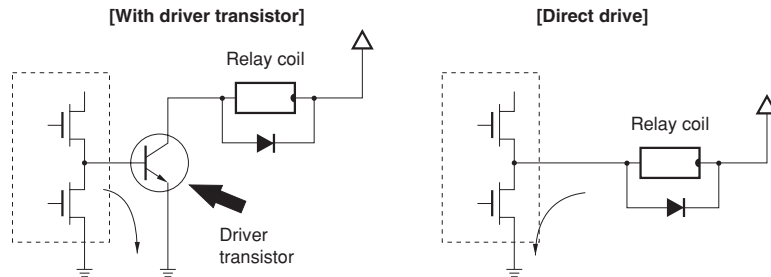 [With driver transistor]
Relay coil
Driver
transistor
[Direct drive]
Relay coil